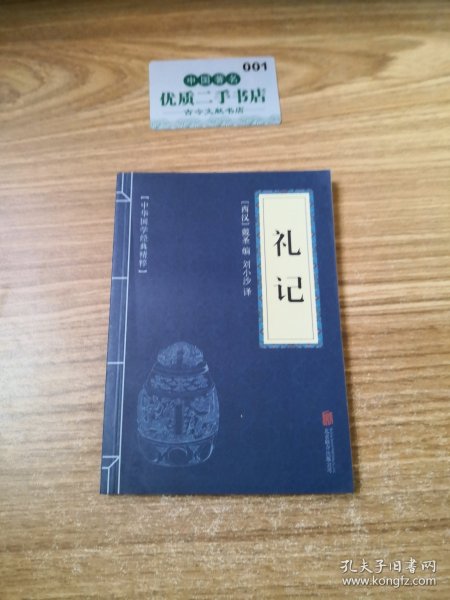 001
中国著名
优质二手书店
古今文献书店
【中华国学经典精粹】
[西汉]戴圣 编 刘小沙 译
礼记
孔夫子旧书网
www.kongfz.com